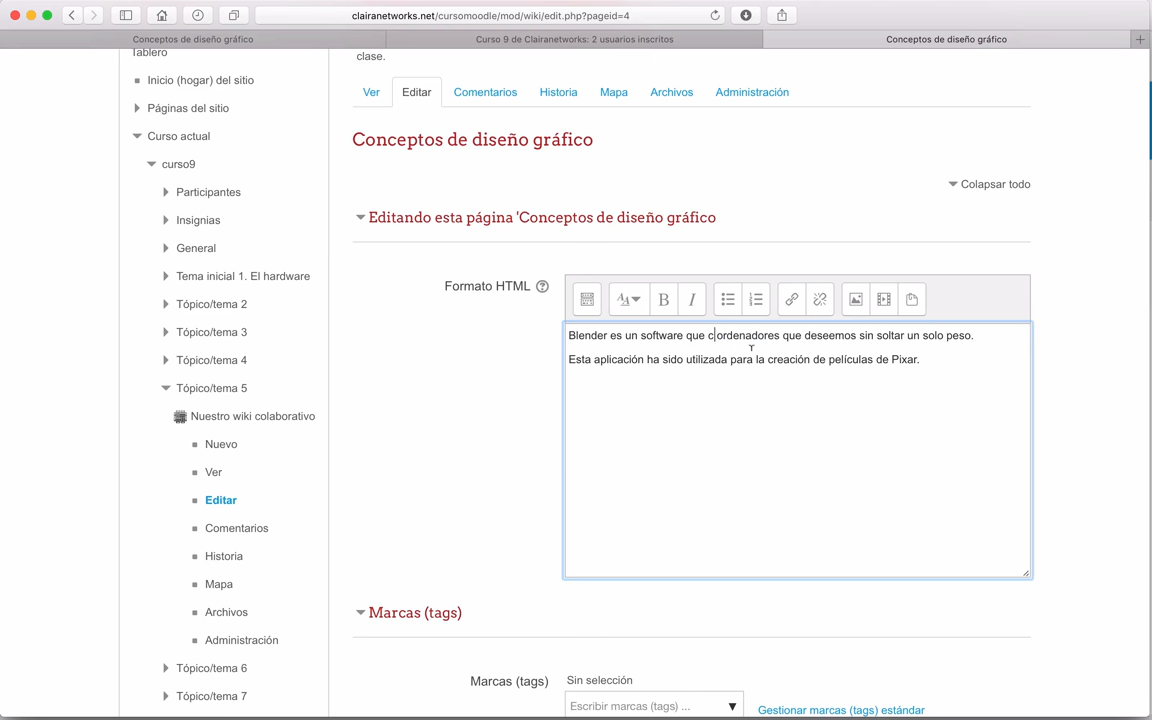 clairanetworks.net/cursomoodle/mod/wiki/edit.php?pageid=4
Conceptos de diseño gráfico
Curso 9 de Clairanetworks: 2 usuarios inscritos
Conceptos de diseño gráfico
Tablero
Inicio (hogar) del sitio
Páginas del sitio
Curso actual
curso9
Participantes
Insignias
General
Tema inicial 1. El hardware
Tópico/tema 2
Tópico/tema 3
Tópico/tema 4
Tópico/tema 5
Nuestro wiki colaborativo
Nuevo
Ver
Editar
Comentarios
Historia
Mapa
Archivos
Administración
Tópico/tema 6
Tópico/tema 7
clase.
Ver Editar Comentarios Historia Mapa Archivos Administración
Conceptos de diseño gráfico
Colapsar todo
Editando esta página 'Conceptos de diseño gráfico
Formato HTML
B I
Blender es un software que cordenadores que deseemos sin soltar un solo peso.
Esta aplicación ha sido utilizada para la creación de películas de Pixar.
Marcas (tags)
Marcas (tags) Sin selección
Escribir marcas (tags) ... Gestionar marcas (tags) estándar